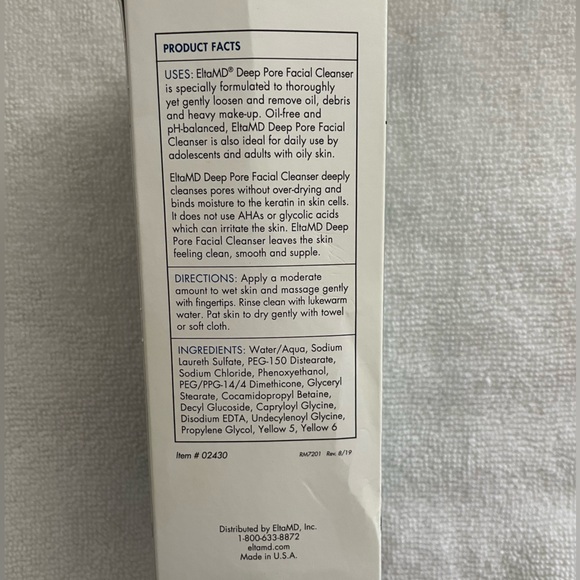 PRODUCT FACTS
USES: EltaMD® Deep Pore Facial Cleanser
is specially formulated to thoroughly
yet gently loosen and remove oil, debris
and heavy make-up. Oil-free and
pH-balanced, EltaMD Deep Pore Facial
Cleanser is also ideal for daily use by
adolescents and adults with oily skin.
EltaMD Deep Pore Facial Cleanser deeply
cleanses pores without over-drying and
binds moisture to the keratin in skin cells.
It does not use AHAs or glycolic acids
which can irritate the skin. EltaMD Deep
Pore Facial Cleanser leaves the skin
feeling clean, smooth and supple.
DIRECTIONS: Apply a moderate
amount to wet skin and massage gently
with fingertips. Rinse clean with lukewarm
water. Pat skin to dry gently with towel
or soft cloth.
INGREDIENTS: Water/Aqua, Sodium
Laureth Sulfate, PEG-150 Distearate,
Sodium Chloride, Phenoxyethanol,
PEG/PPG-14/4 Dimethicone, Glyceryl
Stearate, Cocamidopropyl Betaine,
Decyl Glucoside, Capryloyl Glycine,
Disodium EDTA, Undecylenoyl Glycine,
Propylene Glycol, Yellow 5, Yellow 6
Item # 02430 RM7201 Rev. 8/19
Distributed by EltaMD, Inc.
1-800-633-8872
eltamd.com
Made in U.S.A.